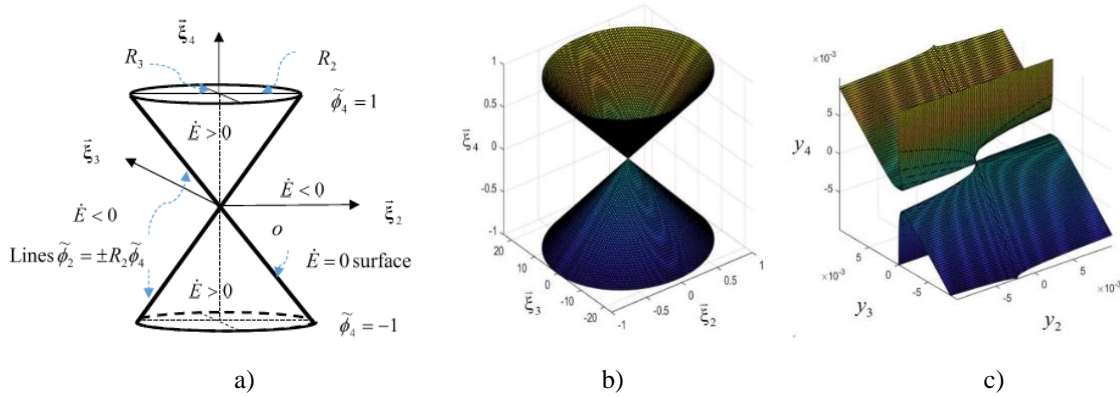 ξ̄₄
R₃
R₂
ϕ̃₄ = 1
Ė > 0
ξ̄₃
Ė < 0
Ė < 0
ξ̄₂
o
Lines ϕ̃₂ = ±R₂ϕ̃₄
Ė = 0 surface
Ė > 0
ϕ̃₄ = −1
a)
1
0.5
ξ̄₄
0
-0.5
-1
20
10
0
-10
-20
ξ̄₃
-1
-0.5
0
0.5
1
ξ̄₂
b)
×10⁻³
5
y₄
0
-5
×10⁻³
5
0
-5
y₃
-5
0
5
×10⁻³
y₂
c)